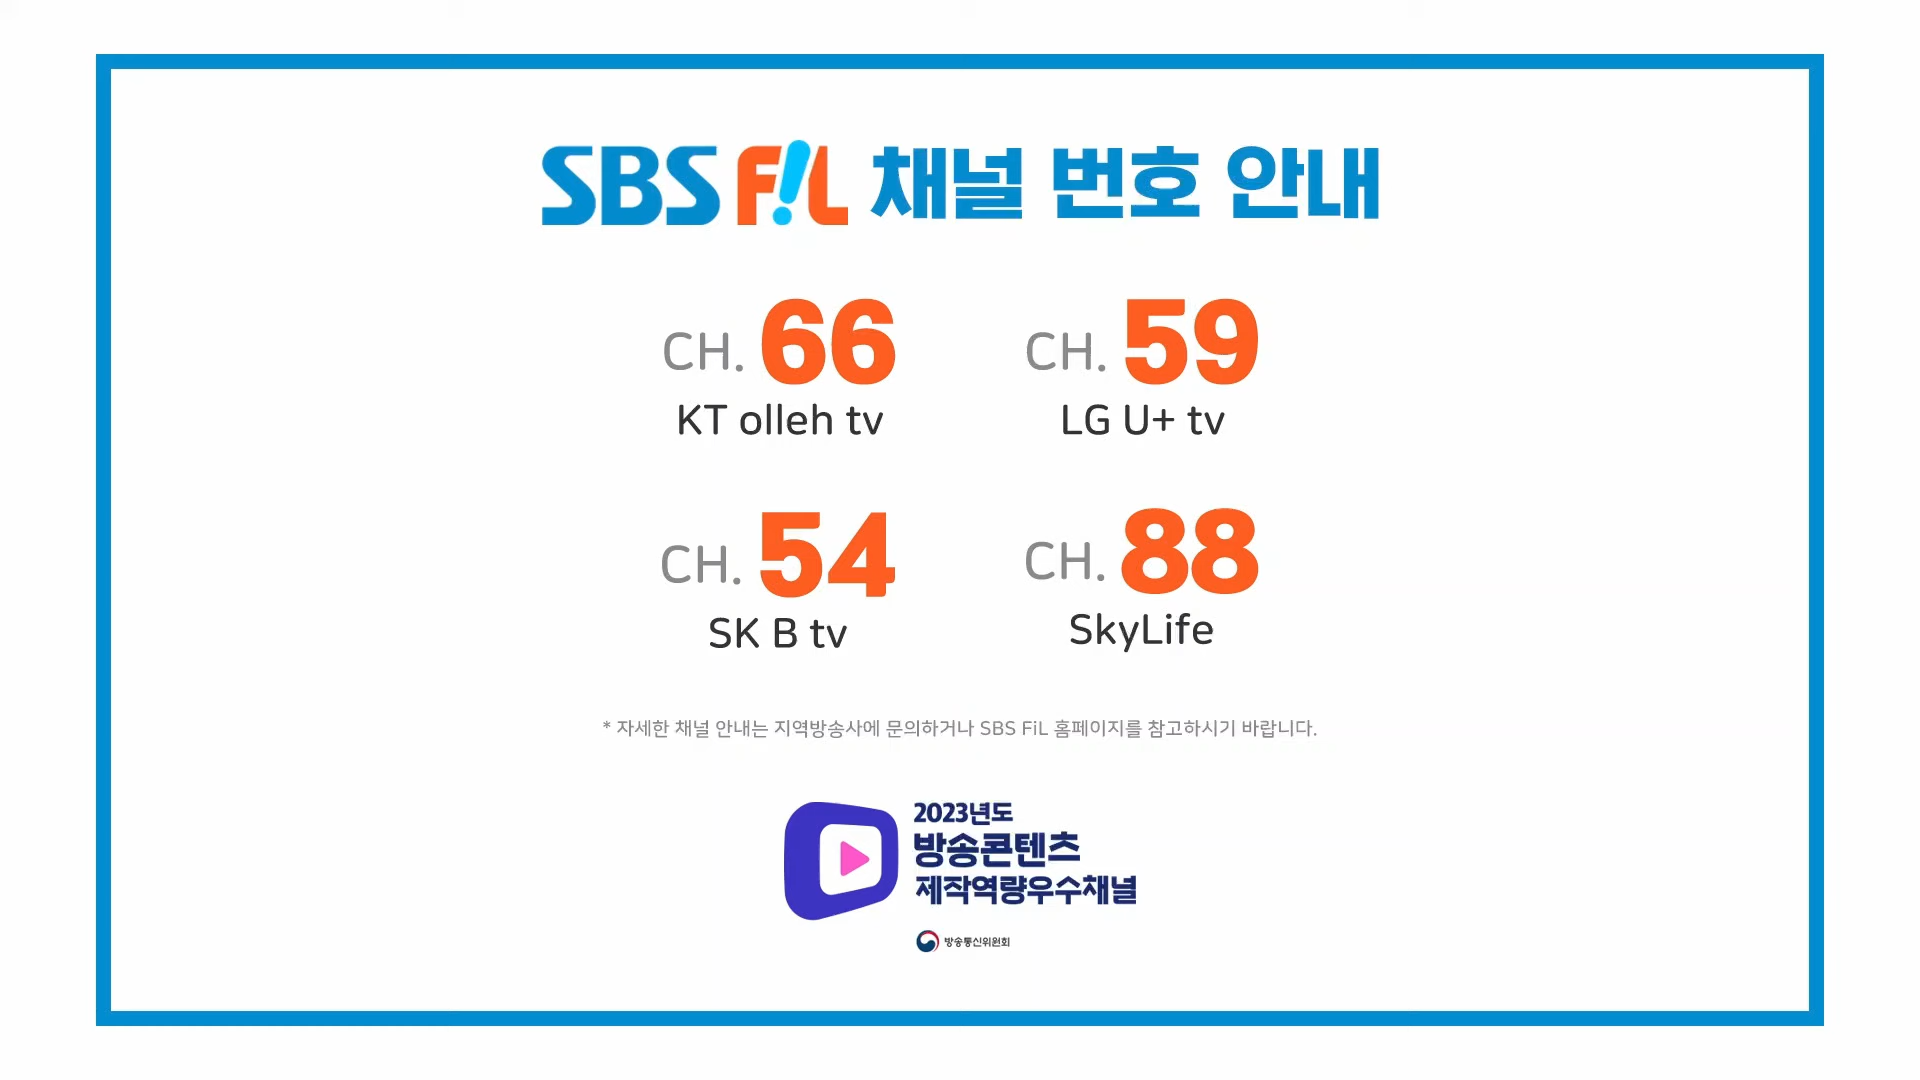 SBS F!L 채널 번호 안내
CH. 66
KT olleh tv
CH. 59
LG U+ tv
CH. 54
SK B tv
CH. 88
SkyLife
* 자세한 채널 안내는 지역방송사에 문의하거나 SBS FiL 홈페이지를 참고하시기 바랍니다.
2023년도
방송콘텐츠
제작역량우수채널
방송통신위원회